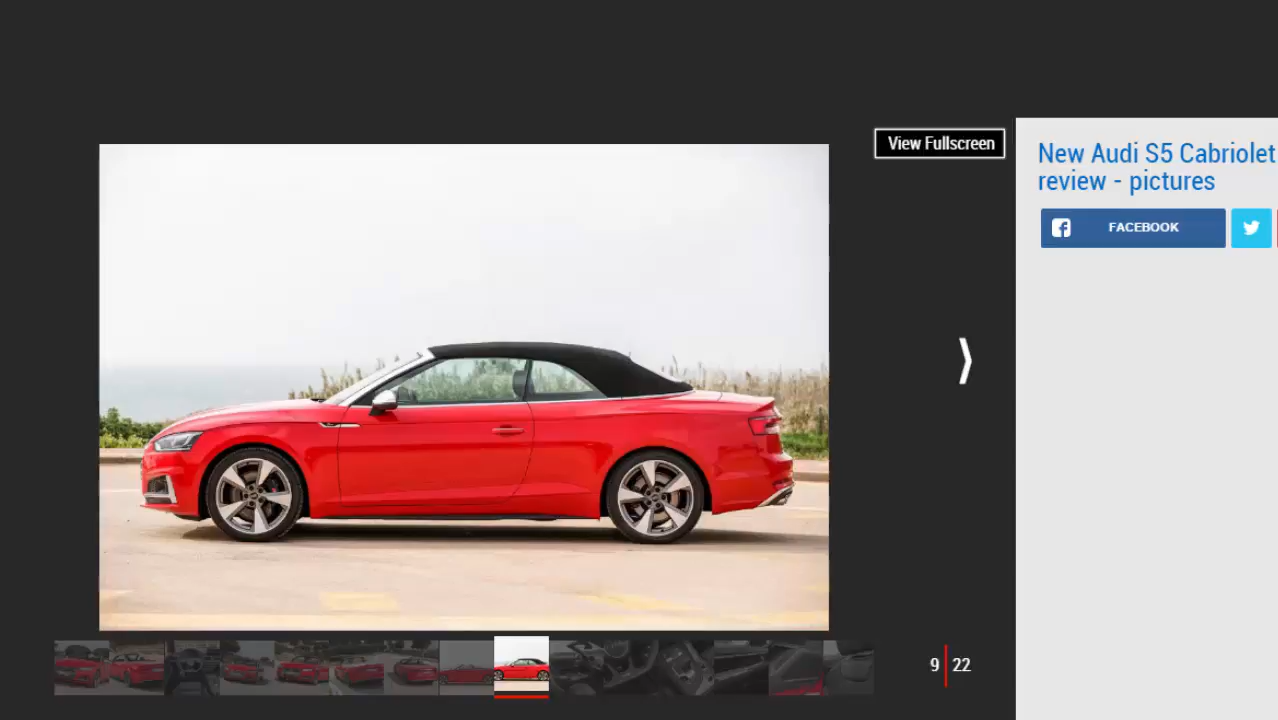 View Fullscreen
New Audi S5 Cabriolet
review - pictures
FACEBOOK
9 22